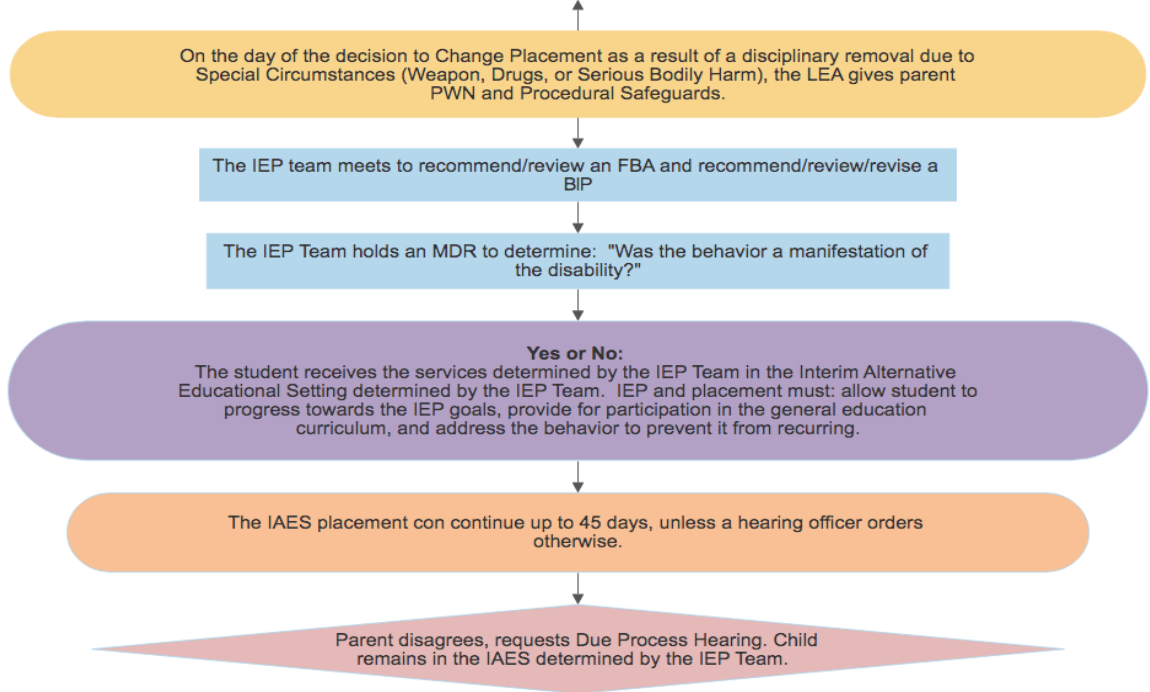 On the day of the decision to Change Placement as a result of a disciplinary removal due to
Special Circumstances (Weapon, Drugs, or Serious Bodily Harm), the LEA gives parent
PWN and Procedural Safeguards.
The IEP team meets to recommend/review an FBA and recommend/review/revise a
BIP
The IEP Team holds an MDR to determine:  "Was the behavior a manifestation of
the disability?"
Yes or No:
The student receives the services determined by the IEP Team in the Interim Alternative
Educational Setting determined by the IEP Team.  IEP and placement must: allow student to
progress towards the IEP goals, provide for participation in the general education
curriculum, and address the behavior to prevent it from recurring.
The IAES placement con continue up to 45 days, unless a hearing officer orders
otherwise.
Parent disagrees, requests Due Process Hearing. Child
remains in the IAES determined by the IEP Team.